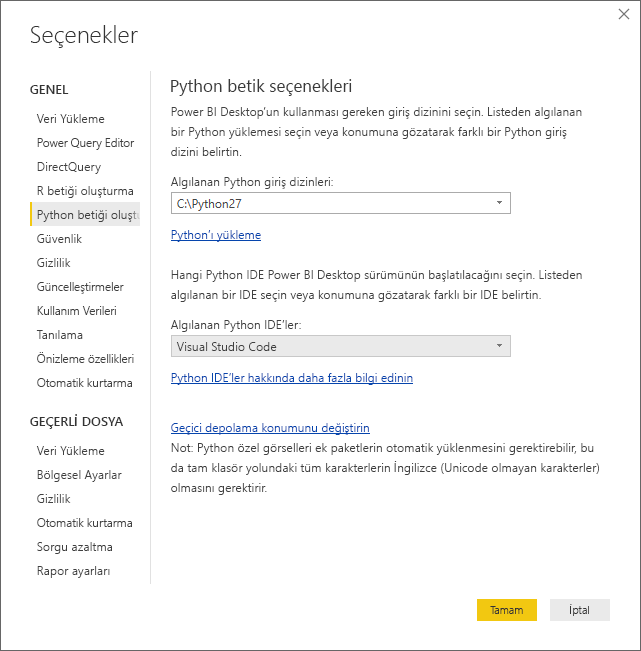 Seçenekler
GENEL
Veri Yükleme
Power Query Editor
DirectQuery
R betiği oluşturma
Python betiği oluştu
Güvenlik
Gizlilik
Güncelleştirmeler
Kullanım Verileri
Tanılama
Önizleme özellikleri
Otomatik kurtarma
GEÇERLİ DOSYA
Veri Yükleme
Bölgesel Ayarlar
Gizlilik
Otomatik kurtarma
Sorgu azaltma
Rapor ayarları
Python betik seçenekleri
Power BI Desktop'un kullanması gereken giriş dizinini seçin. Listeden algılanan
bir Python yüklemesi seçin veya konumuna gözatarak farklı bir Python giriş
dizini belirtin.
Algılanan Python giriş dizinleri:
C:\Python27
Python'ı yükleme
Hangi Python IDE Power BI Desktop sürümünün başlatılacağını seçin. Listeden
algılanan bir IDE seçin veya konumuna gözatarak farklı bir IDE belirtin.
Algılanan Python IDE'ler:
Visual Studio Code
Python IDE'ler hakkında daha fazla bilgi edinin
Geçici depolama konumunu değiştirin
Not: Python özel görselleri ek paketlerin otomatik yüklenmesini gerektirebilir, bu
da tam klasör yolundaki tüm karakterlerin İngilizce (Unicode olmayan karakterler)
olmasını gerektirir.
Tamam
İptal